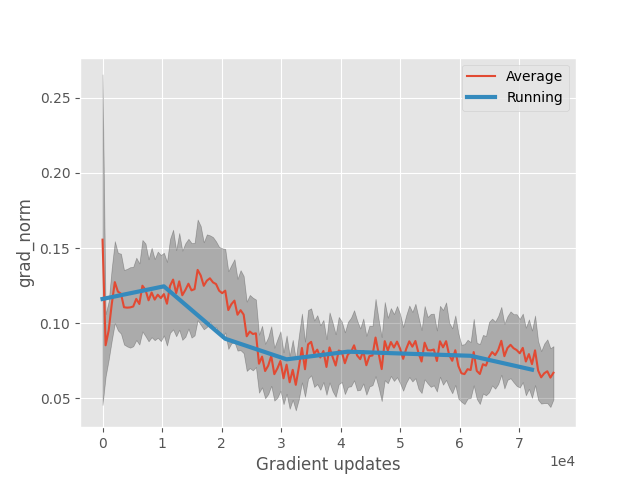 Average
Running
0.25
0.20
0.15
0.10
0.05
grad_norm
0 1 2 3 4 5 6 7
1e4
Gradient updates